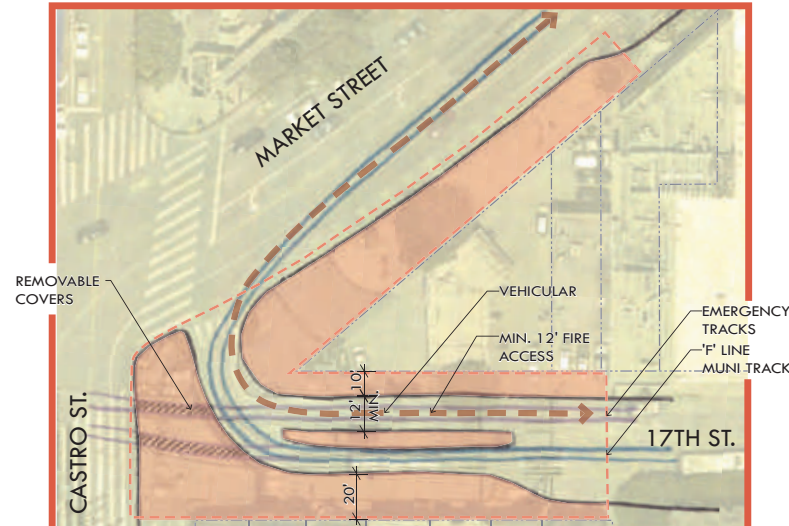 MARKET STREET
REMOVABLE
COVERS
VEHICULAR
EMERGENCY
TRACKS
MIN. 12' FIRE
ACCESS
'F' LINE
MUNI TRACK
10'
12'
MIN.
17TH ST.
CASTRO ST.
20'